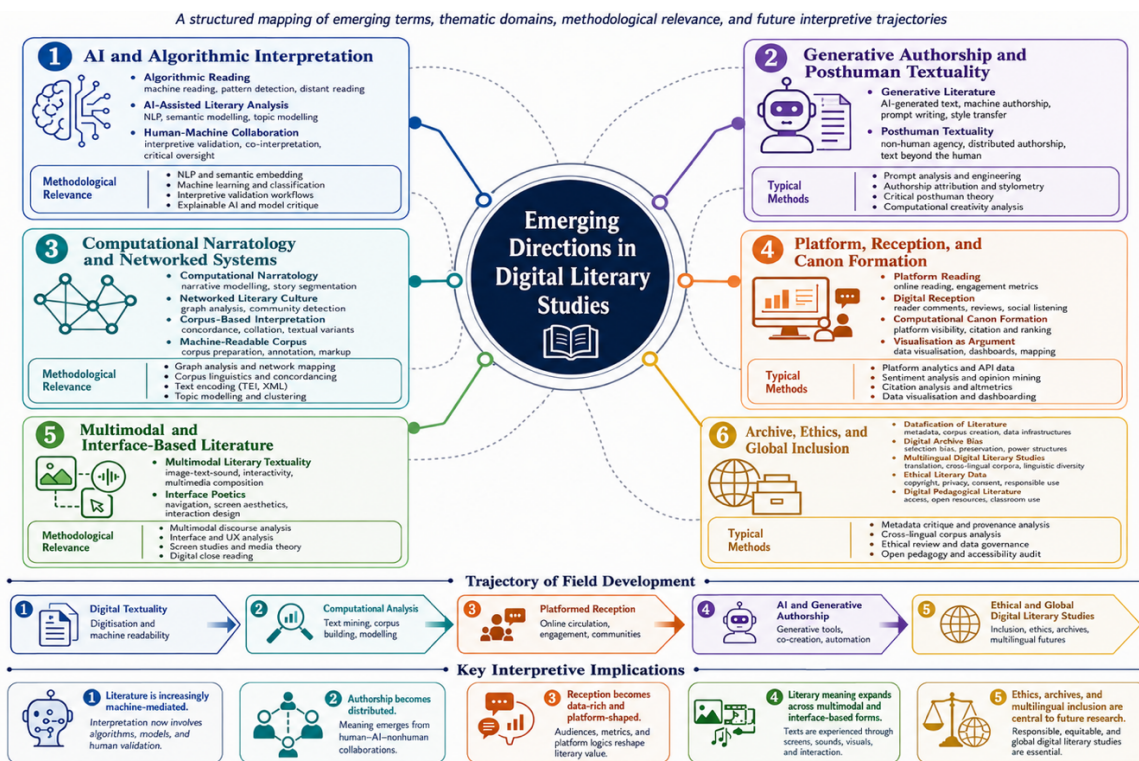 A structured mapping of emerging terms, thematic domains, methodological relevance, and future interpretive trajectories
1
AI and Algorithmic Interpretation
• Algorithmic Reading
machine reading, pattern detection, distant reading
• AI-Assisted Literary Analysis
NLP, semantic modelling, topic modelling
• Human-Machine Collaboration
interpretive validation, co-interpretation,
critical oversight
Methodological
Relevance
• NLP and semantic embedding
• Machine learning and classification
• Interpretive validation workflows
• Explainable AI and model critique
2
Generative Authorship and
Posthuman Textuality
• Generative Literature
AI-generated text, machine authorship,
prompt writing, style transfer
• Posthuman Textuality
non-human agency, distributed authorship,
text beyond the human
Typical
Methods
• Prompt analysis and engineering
• Authorship attribution and stylometry
• Critical posthuman theory
• Computational creativity analysis
Emerging
Directions in
Digital Literary
Studies
3
Computational Narratology
and Networked Systems
• Computational Narratology
narrative modelling, story segmentation
• Networked Literary Culture
graph analysis, community detection
• Corpus-Based Interpretation
concordance, collation, textual variants
• Machine-Readable Corpus
corpus preparation, annotation, markup
Methodological
Relevance
• Graph analysis and network mapping
• Corpus linguistics and concordancing
• Text encoding (TEI, XML)
• Topic modelling and clustering
4
Platform, Reception, and
Canon Formation
• Platform Reading
online reading, engagement metrics
• Digital Reception
reader comments, reviews, social listening
• Computational Canon Formation
platform visibility, citation and ranking
• Visualisation as Argument
data visualisation, dashboards, mapping
Typical
Methods
• Platform analytics and API data
• Sentiment analysis and opinion mining
• Citation analysis and altmetrics
• Data visualisation and dashboarding
5
Multimodal and
Interface-Based Literature
• Multimodal Literary Textuality
image-text-sound, interactivity,
multimedia composition
• Interface Poetics
navigation, screen aesthetics,
interaction design
Methodological
Relevance
• Multimodal discourse analysis
• Interface and UX analysis
• Screen studies and media theory
• Digital close reading
6
Archive, Ethics, and
Global Inclusion
• Datafication of Literature
metadata, corpus creation, data infrastructures
• Digital Archive Bias
selection bias, preservation, power structures
• Multilingual Digital Literary Studies
translation, cross-lingual corpora, linguistic diversity
• Ethical Literary Data
copyright, privacy, consent, responsible use
• Digital Pedagogical Literature
access, open resources, classroom use
Typical
Methods
• Metadata critique and provenance analysis
• Cross-lingual corpus analysis
• Ethical review and data governance
• Open pedagogy and accessibility audit
Trajectory of Field Development
1
Digital Textuality
Digitisation and
machine readability
2
Computational Analysis
Text mining, corpus
building, modelling
3
Platformed Reception
Online circulation,
engagement, communities
4
AI and Generative
Authorship
Generative tools,
co-creation, automation
5
Ethical and Global
Digital Literary Studies
Inclusion, ethics, archives,
multilingual futures
Key Interpretive Implications
1
Literature is increasingly
machine-mediated.
Interpretation now involves
algorithms, models, and
human validation.
2
Authorship becomes
distributed.
Meaning emerges from
human–AI–nonhuman
collaborations.
3
Reception becomes
data-rich and
platform-shaped.
Audiences, metrics, and
platform logics reshape
literary value.
4
Literary meaning expands
across multimodal and
interface-based forms.
Texts are experienced through
screens, sounds, visuals,
and interaction.
5
Ethics, archives, and
multilingual inclusion are
central to future research.
Responsible, equitable, and
global digital literary studies
are essential.